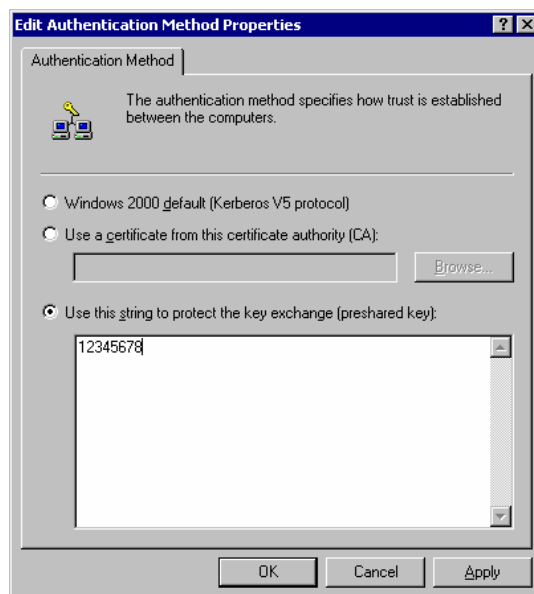 Edit Authentication Method Properties
Authentication Method
The authentication method specifies how trust is established
between the computers.
Windows 2000 default (Kerberos V5 protocol)
Use a certificate from this certificate authority (CA):
Browse...
Use this string to protect the key exchange (preshared key):
12345678
OK Cancel Apply